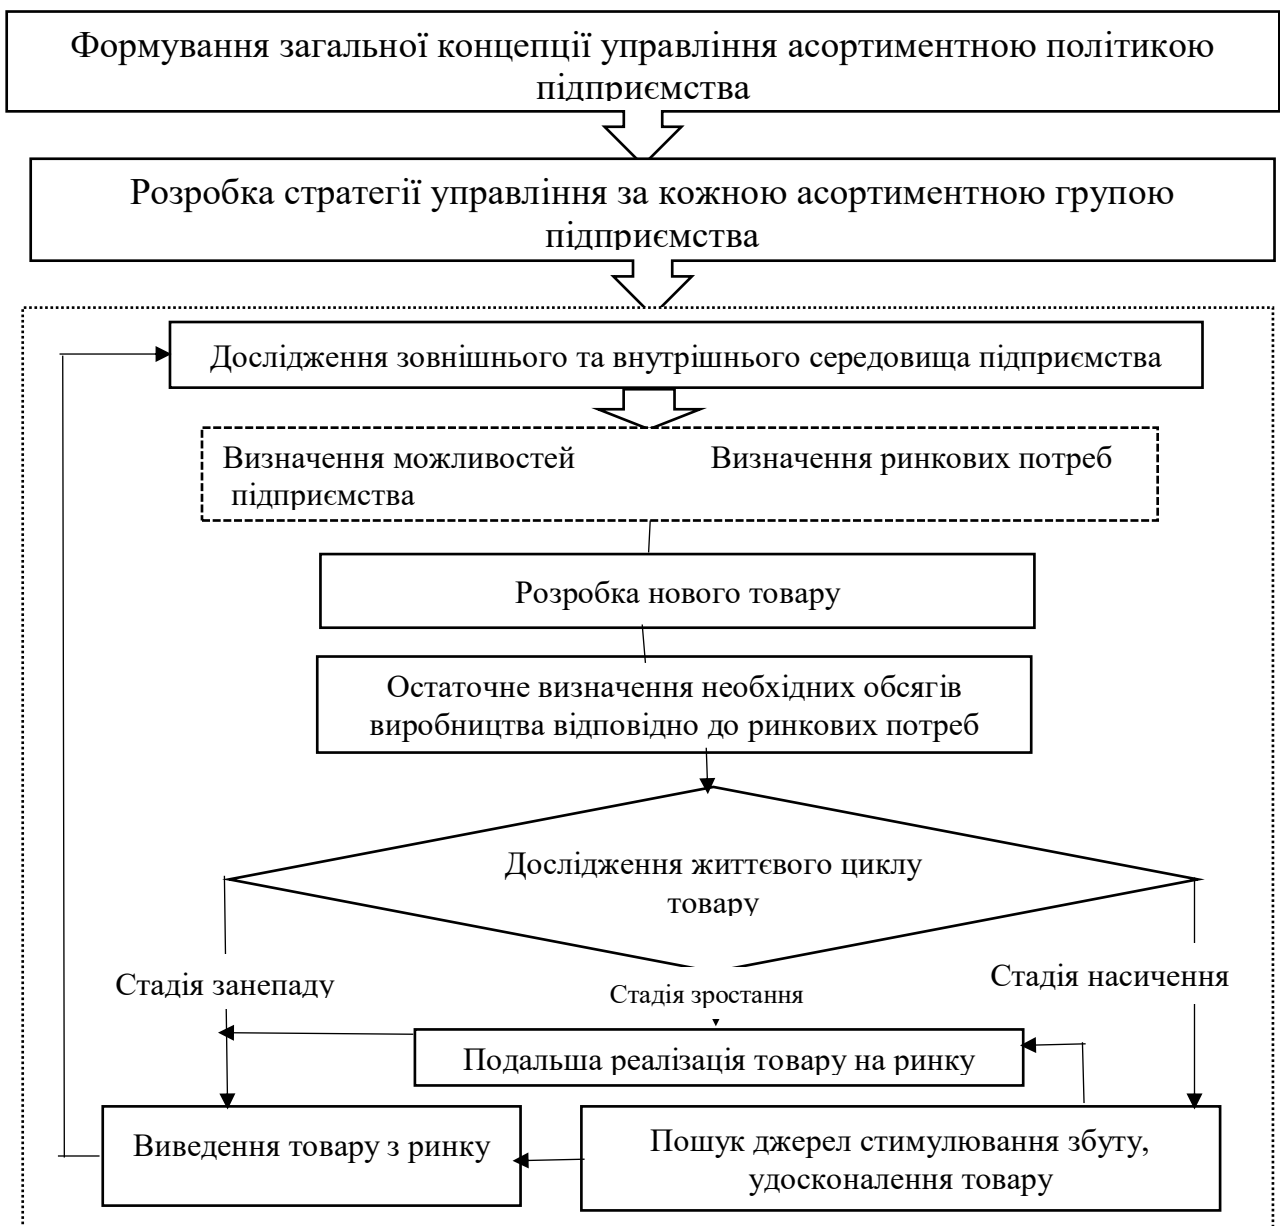 Формування загальної концепції управління асортиментною політикою
підприємства
Розробка стратегії управління за кожною асортиментною групою
підприємства
Дослідження зовнішнього та внутрішнього середовища підприємства
Визначення можливостей
підприємства
Визначення ринкових потреб
Розробка нового товару
Остаточне визначення необхідних обсягів
виробництва відповідно до ринкових потреб
Дослідження життєвого циклу
товару
Стадія занепаду
Стадія зростання
Стадія насичення
Подальша реалізація товару на ринку
Виведення товару з ринку
Пошук джерел стимулювання збуту,
удосконалення товару